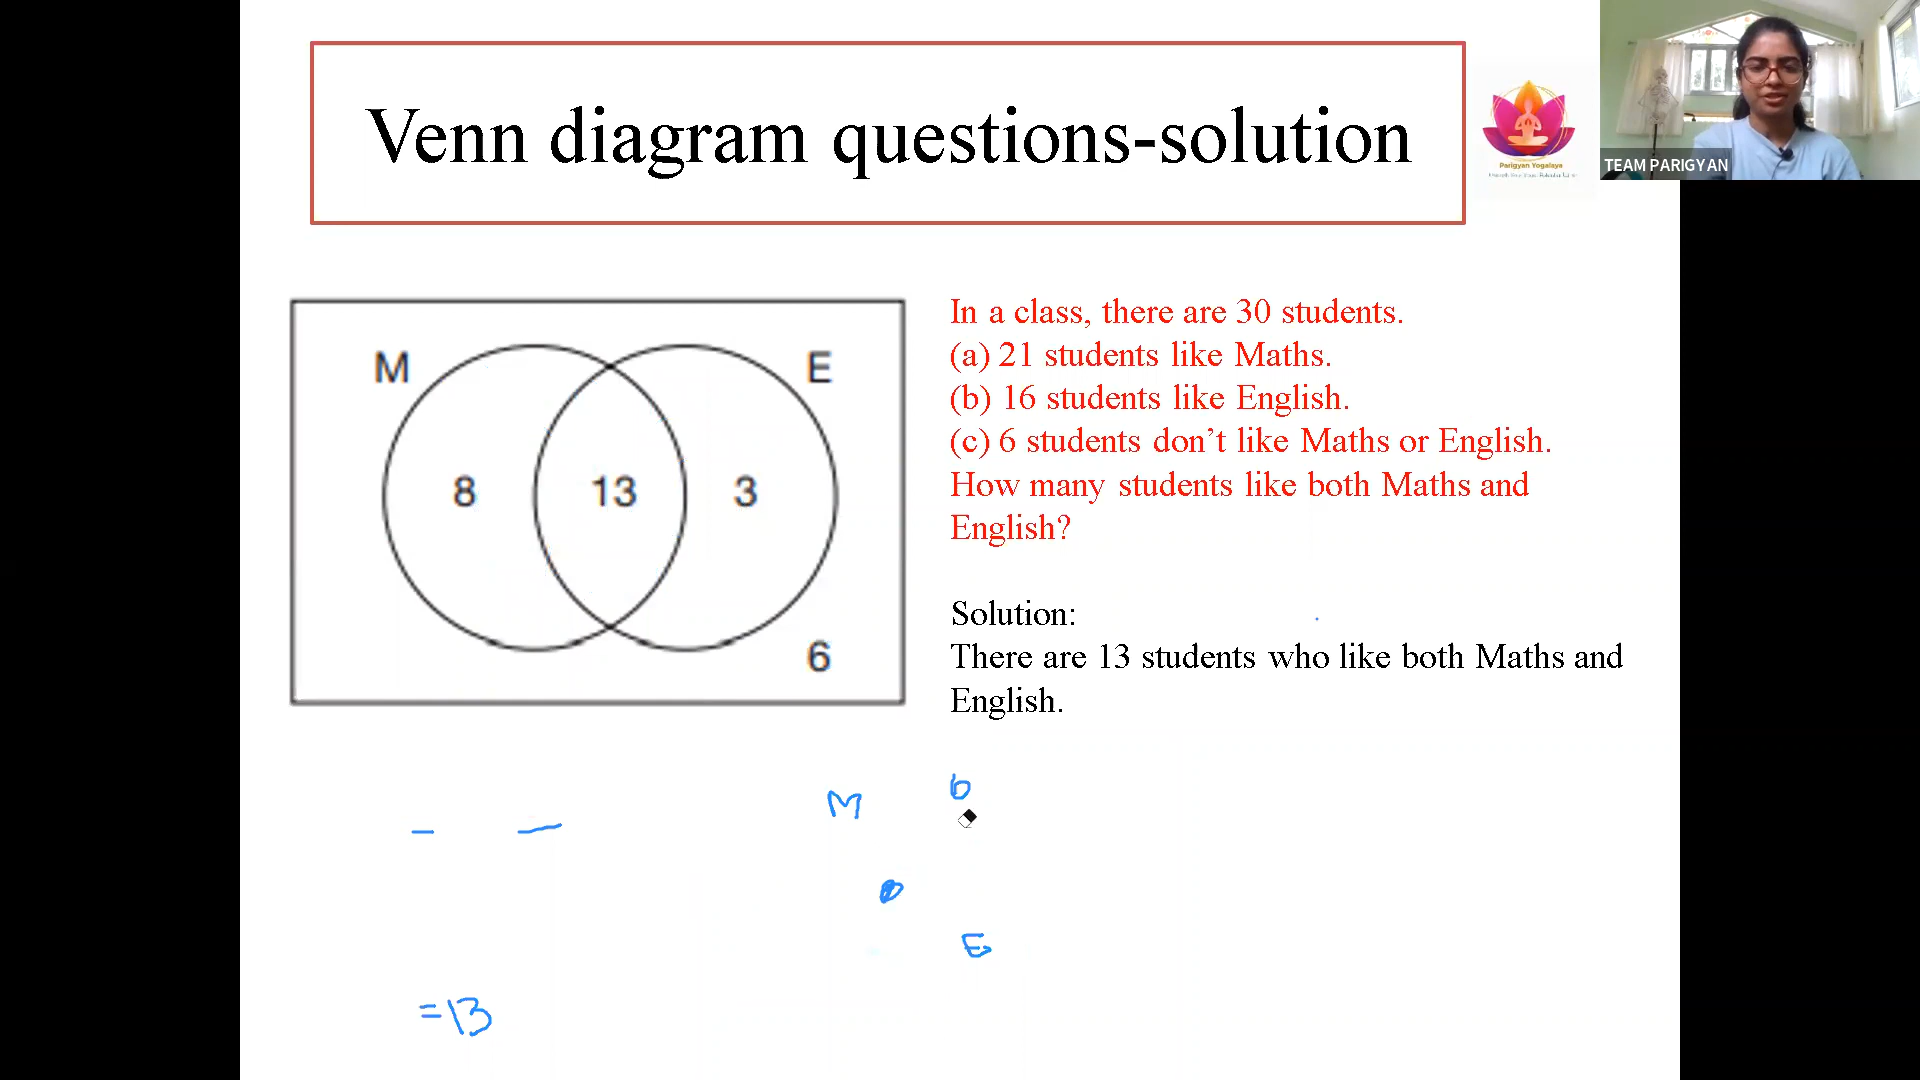 Venn diagram questions-solution
Parigyan Yogalaya
TEAM PARIGYAN
M
E
8
13
3
6
In a class, there are 30 students.
(a) 21 students like Maths.
(b) 16 students like English.
(c) 6 students don’t like Maths or English.
How many students like both Maths and
English?
Solution:
There are 13 students who like both Maths and
English.
M
E
=13